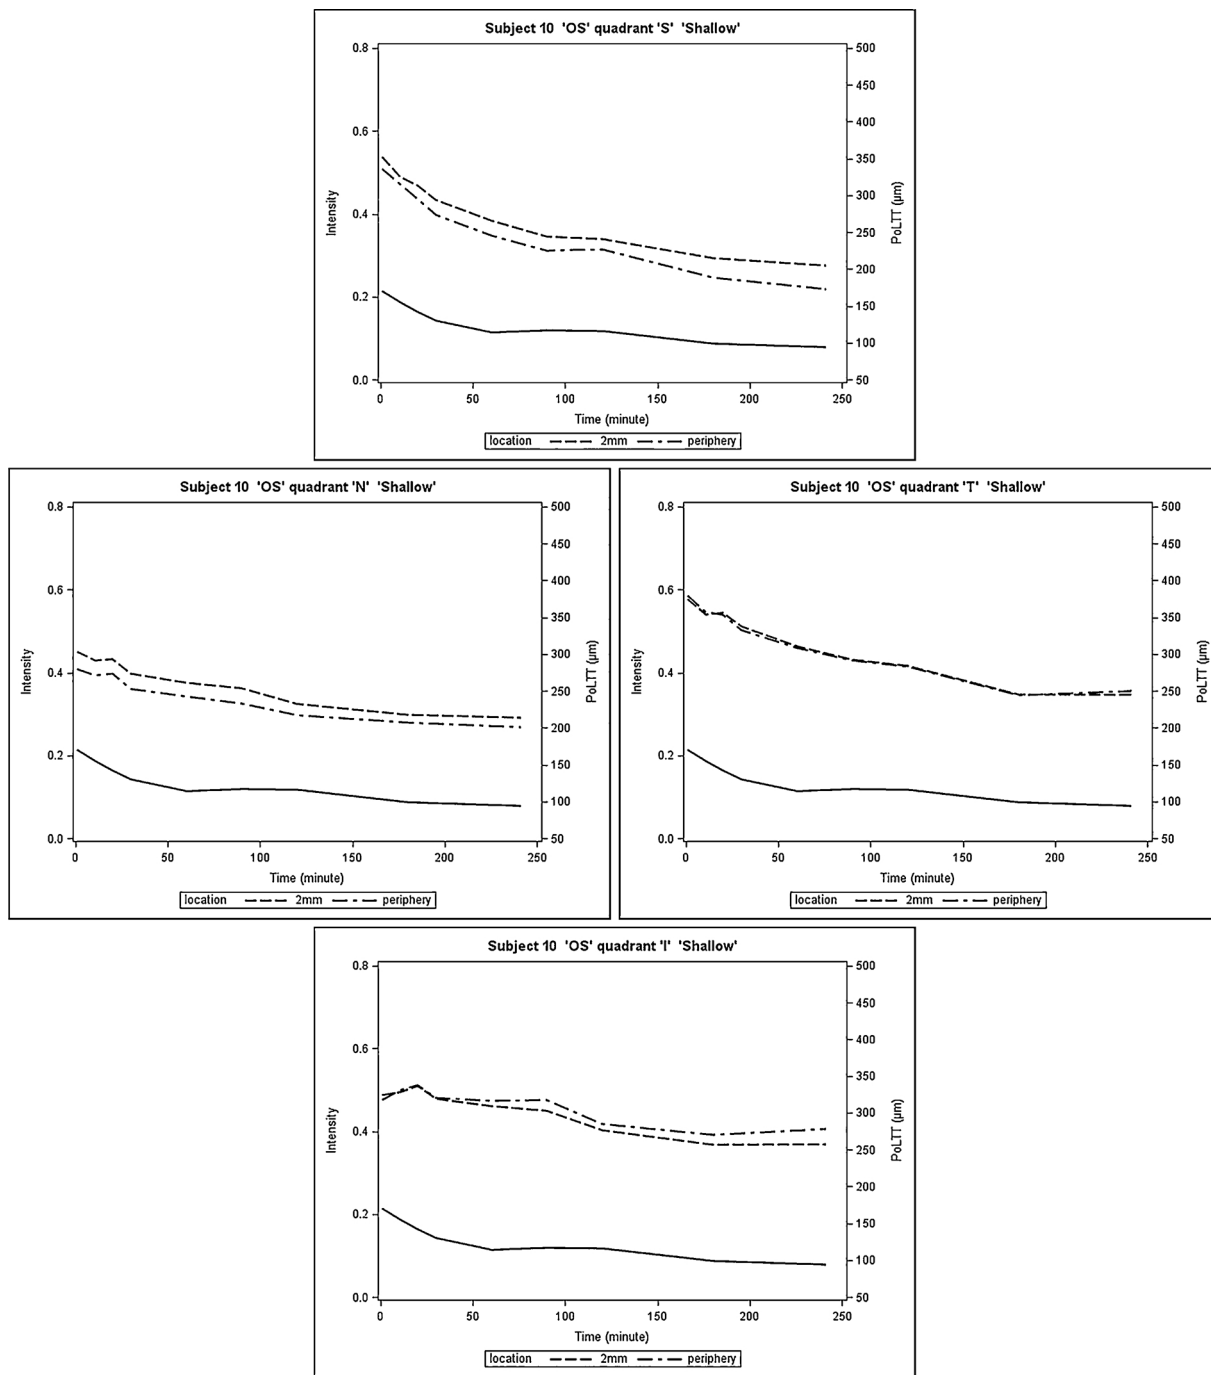 Subject 10 'OS' quadrant 'S' 'Shallow'
0.8
0.6
0.4
0.2
0.0
Intensity
500
450
400
350
300
250
200
150
100
50
PoLTT (µm)
0 50 100 150 200 250
Time (minute)
location 2mm periphery
Subject 10 'OS' quadrant 'N' 'Shallow'
0.8
0.6
0.4
0.2
0.0
Intensity
500
450
400
350
300
250
200
150
100
50
PoLTT (µm)
0 50 100 150 200 250
Time (minute)
location 2mm periphery
Subject 10 'OS' quadrant 'T' 'Shallow'
0.8
0.6
0.4
0.2
0.0
Intensity
500
450
400
350
300
250
200
150
100
50
PoLTT (µm)
0 50 100 150 200 250
Time (minute)
location 2mm periphery
Subject 10 'OS' quadrant 'I' 'Shallow'
0.8
0.6
0.4
0.2
0.0
Intensity
500
450
400
350
300
250
200
150
100
50
PoLTT (µm)
0 50 100 150 200 250
Time (minute)
location 2mm periphery